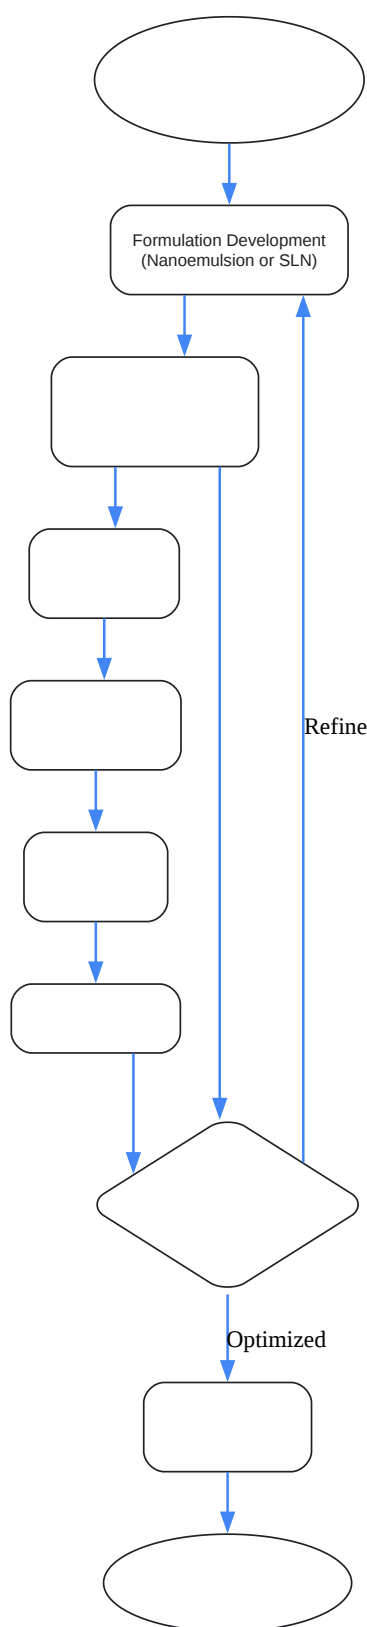 Formulation Development
(Nanoemulsion or SLN)
Refine
Optimized